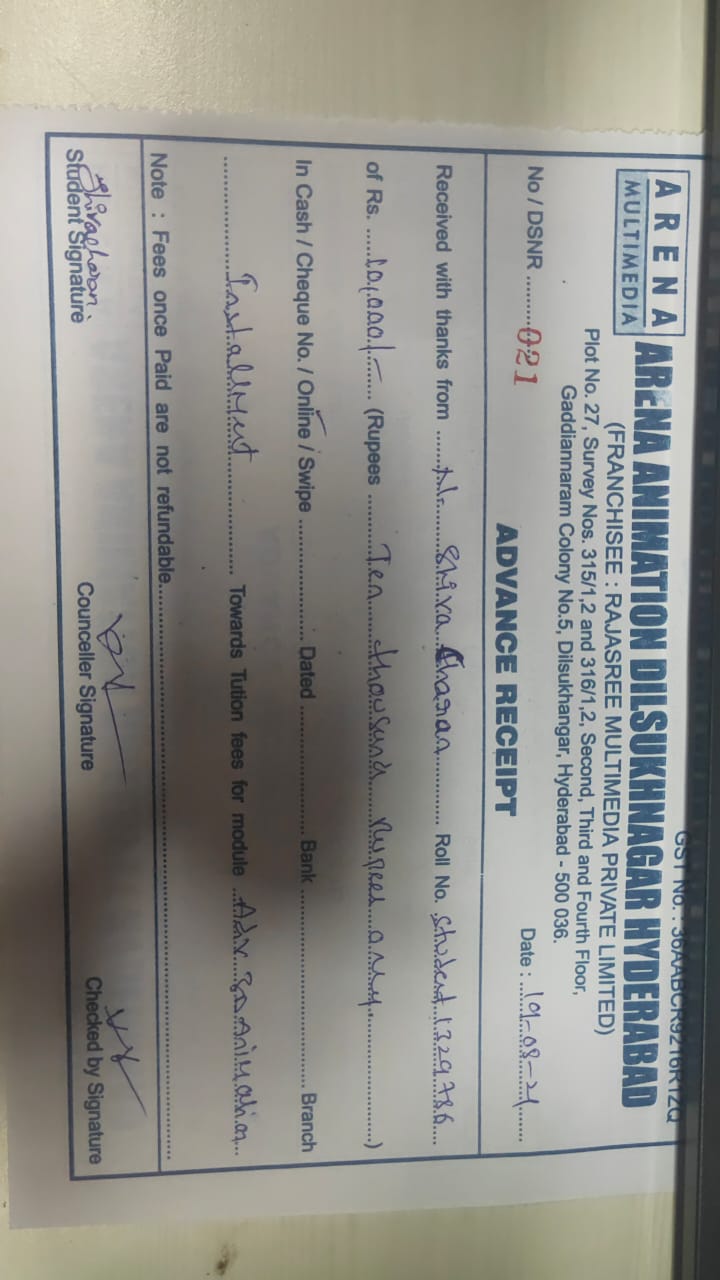 GST No. : 36AABCR9216R1ZQ
ARENA
MULTIMEDIA
ARENA ANIMATION DILSUKHNAGAR HYDERABAD
(FRANCHISEE : RAJASREE MULTIMEDIA PRIVATE LIMITED)
Plot No. 27, Survey Nos. 315/1,2 and 316/1,2, Second, Third and Fourth Floor,
Gaddiannaram Colony No.5, Dilsukhangar, Hyderabad - 500 036.
No / DSNR ..........021 Date : ......19-08-21......
ADVANCE RECEIPT
Received with thanks from ........N. Shiva Charan............ Roll No. Student 1329786...
of Rs. .....10,000/-...... (Rupees ........Ten thousand rupees only..............)
In Cash / Cheque No. / Online / Swipe ...................... Dated ...................... Bank .............................. Branch
....................Installment.................... Towards Tution fees for module ..Adv 3D Animation...
Note : Fees once Paid are not refundable..........................................................................................
Shivacharan.
Student Signature Counceller Signature Checked by Signature